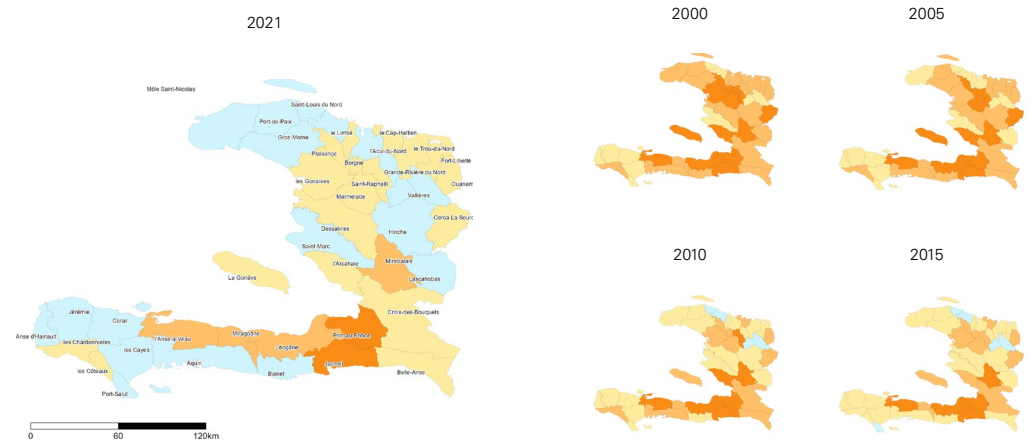 2021
2000
2005
Môle Saint-Nicolas
Saint-Louis du Nord
Port-de-Paix
le Limbé
le Cap-Haïtien
Gros-Morne
l'Acul-du-Nord
le Trou-du-Nord
Plaisance
Borgne
Fort-Liberté
Grande-Rivière du Nord
les Gonaïves
Saint-Raphaël
Vallières
Marmelade
Cerca La Sourc
Dessalines
Hinche
Saint-Marc
l'Arcahaie
Mirebalais
Lascahobas
La Gonâve
Croix-des-Bouquets
Jérémie
Corail
Anse d'Hainault
les Chardonnières
les Cayes
l'Anse-à-Veau
Miragoâne
Léogâne
Port-au-Prince
Aquin
Bainet
les Côteaux
Belle-Anse
Port-Salut
0
60
120km
2010
2015